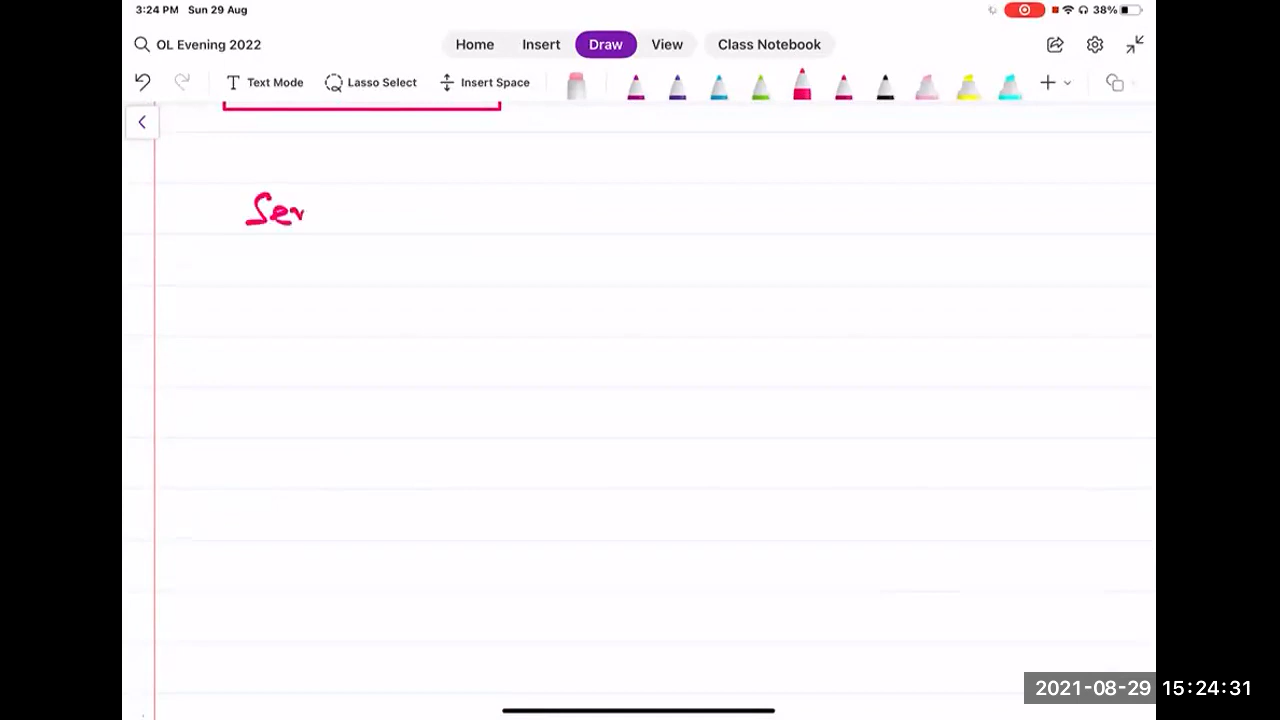 3:24 PM Sun 29 Aug 38%
OL Evening 2022 Home Insert Draw View Class Notebook
Text Mode Lasso Select Insert Space
Ser
2021-08-29 15:24:31